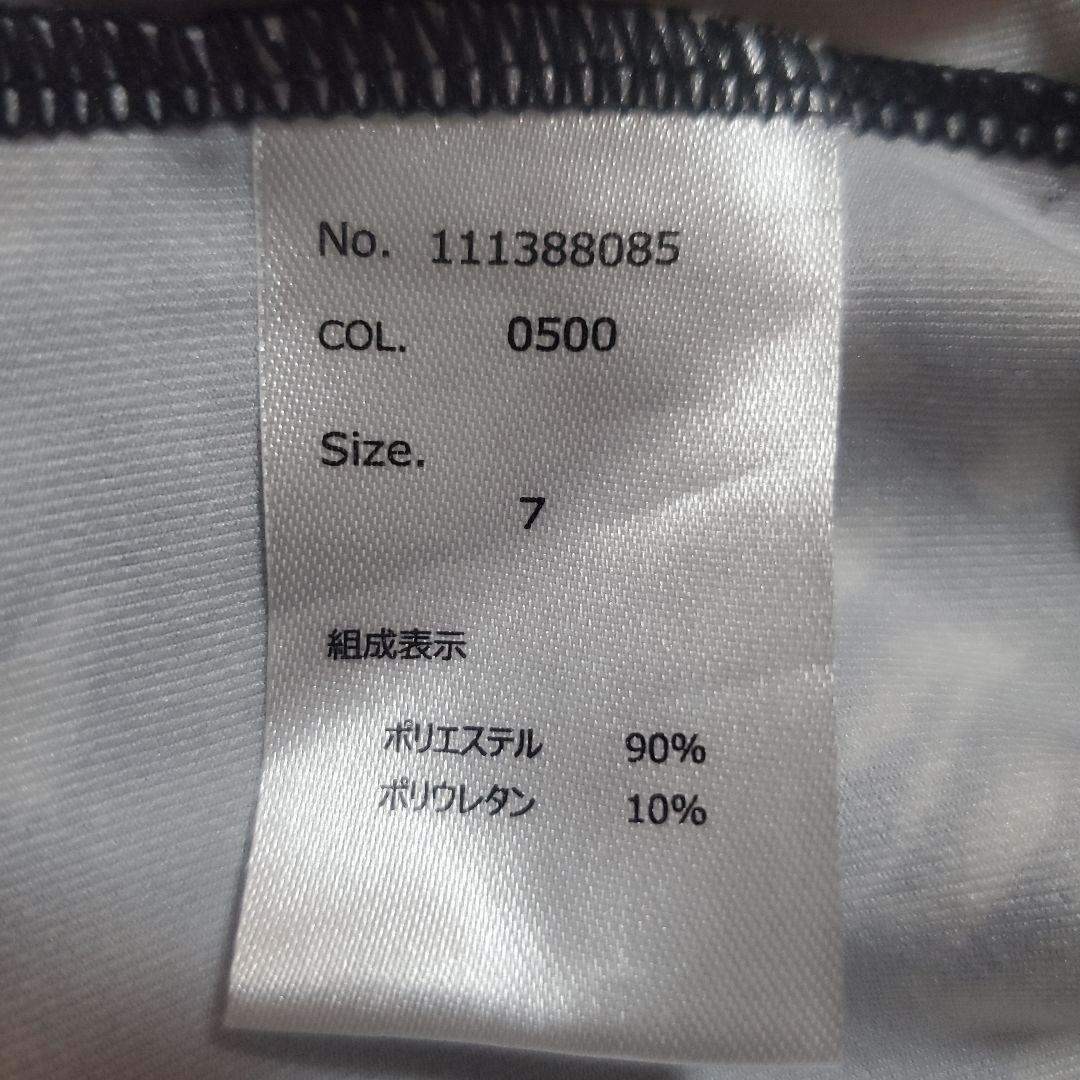 No. 111388085
COL. 0500
Size.
7
組成表示
ポリエステル 90%
ポリウレタン 10%